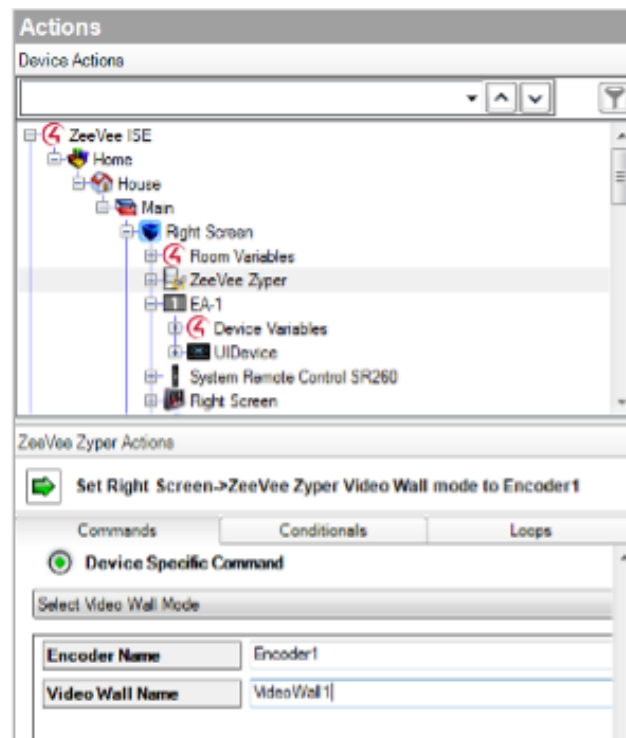 Actions
Device Actions
ZeeVee ISE
Home
House
Main
Right Screen
Room Variables
ZeeVee Zyper
1 EA-1
Device Variables
UIDevice
System Remote Control SR260
Right Screen
ZeeVee Zyper Actions
Set Right Screen->ZeeVee Zyper Video Wall mode to Encoder1
Commands Conditionals Loops
Device Specific Command
Select Video Wall Mode
Encoder Name Encoder1
Video Wall Name VideoWall1